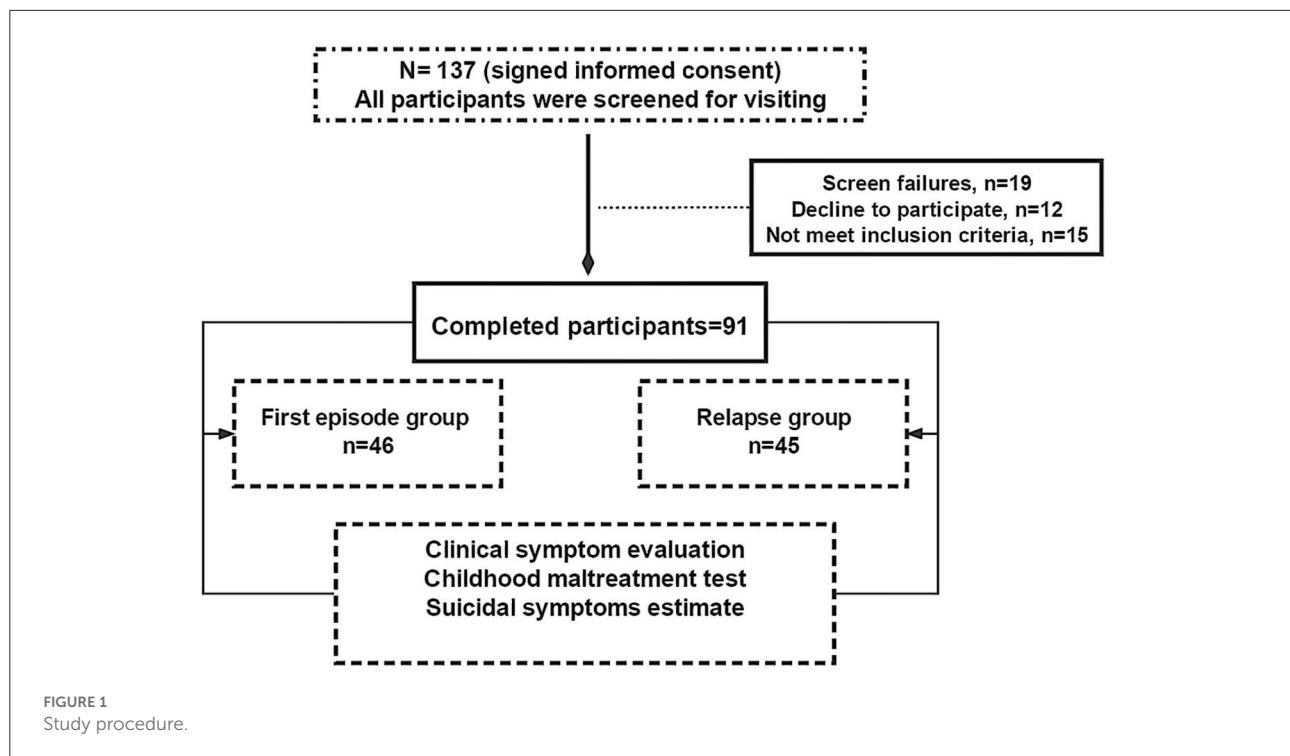 N= 137 (signed informed consent)
All participants were screened for visiting
Screen failures, n=19
Decline to participate, n=12
Not meet inclusion criteria, n=15
Completed participants=91
First episode group
n=46
Relapse group
n=45
Clinical symptom evaluation
Childhood maltreatment test
Suicidal symptoms estimate
FIGURE 1
Study procedure.